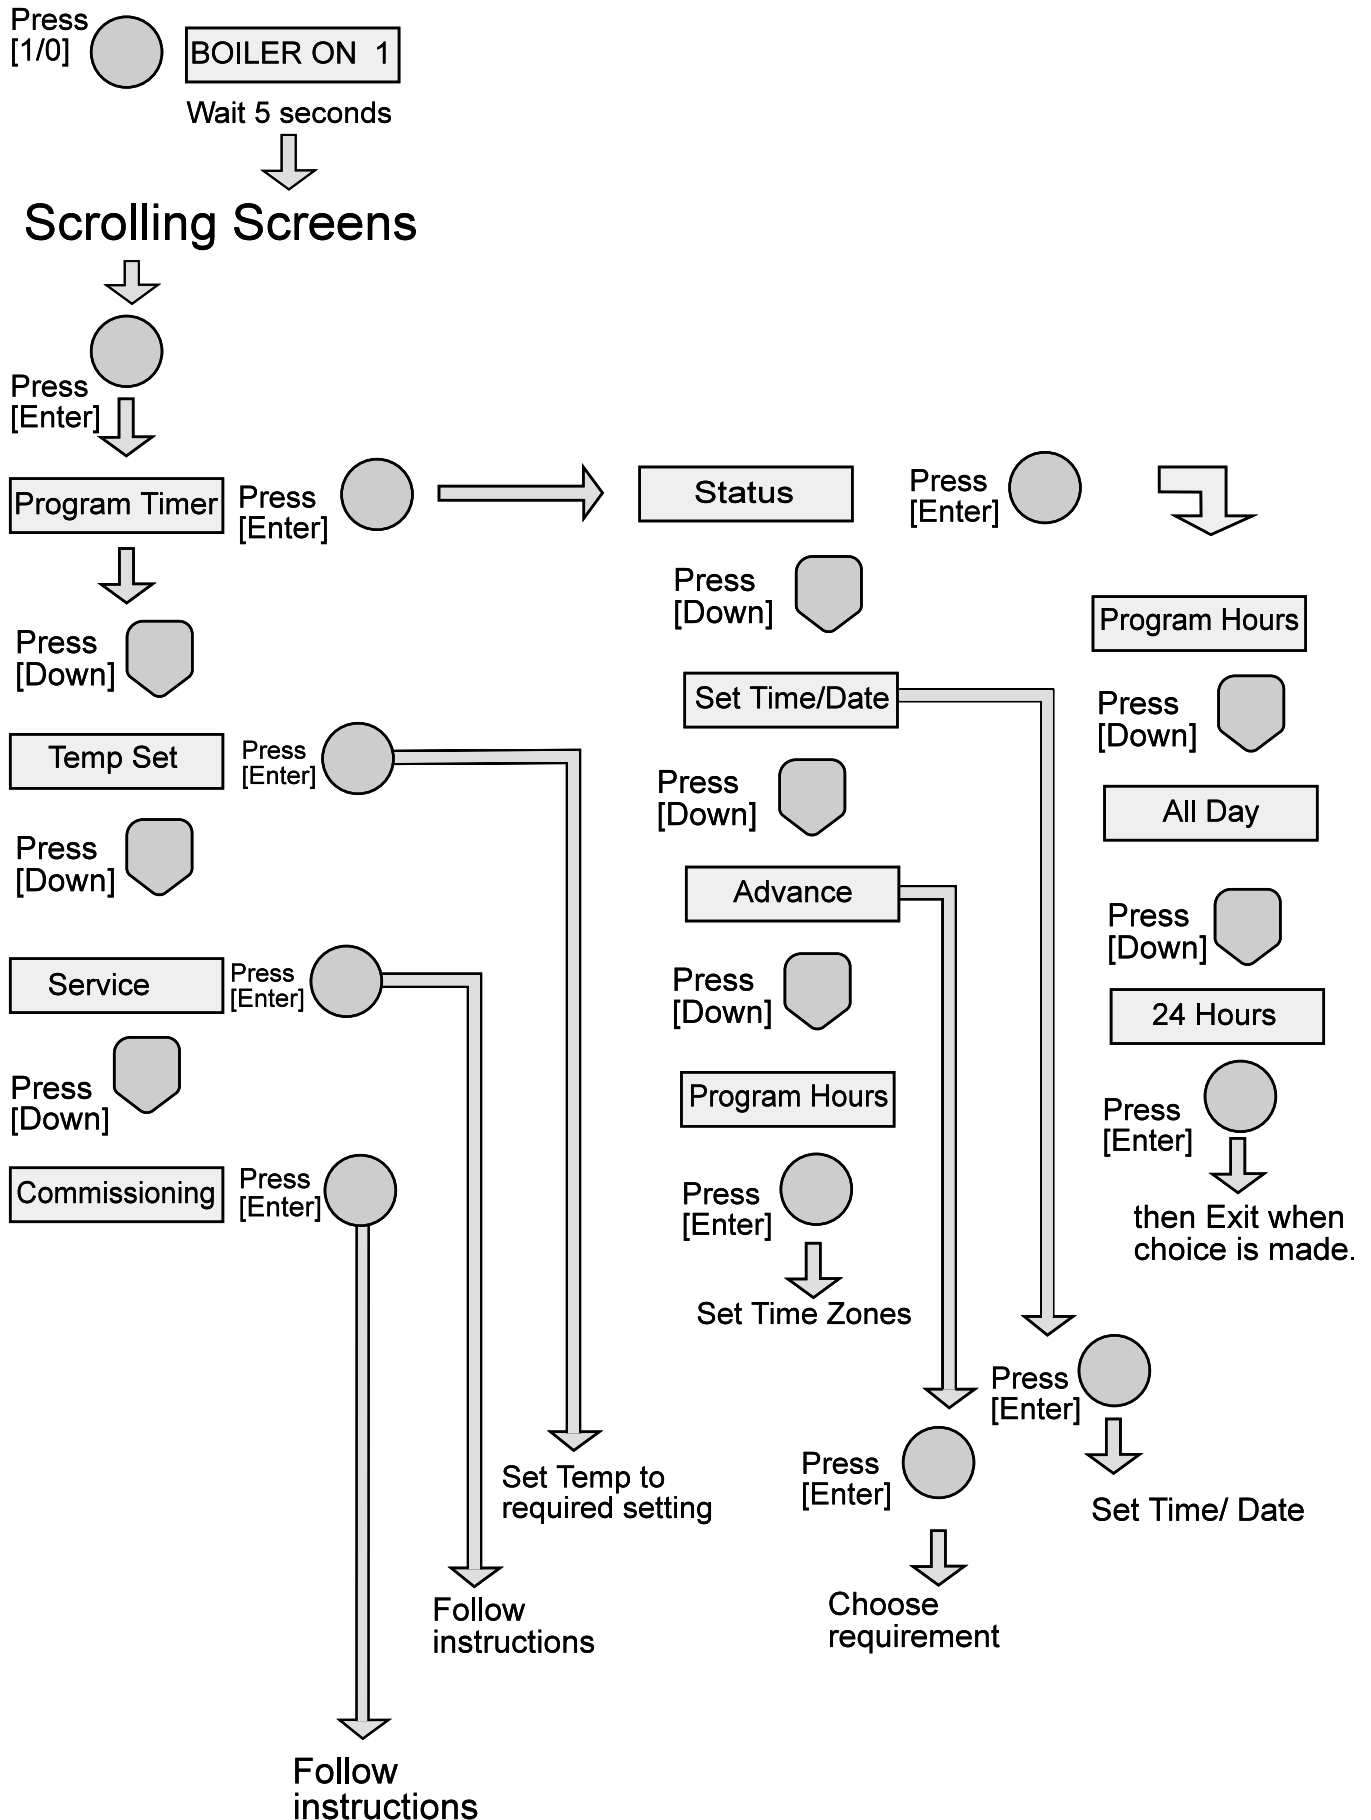 Press
[1/0]
BOILER ON 1
Wait 5 seconds
Scrolling Screens
Press
[Enter]
Program Timer
Press
[Enter]
Press
[Down]
Temp Set
Press
[Enter]
Press
[Down]
Service
Press
[Enter]
Press
[Down]
Commissioning
Press
[Enter]
Follow
instructions
Follow
instructions
Set Temp to
required setting
Status
Press
[Enter]
Press
[Down]
Set Time/Date
Press
[Down]
Advance
Press
[Down]
Program Hours
Press
[Enter]
Set Time Zones
Press
[Enter]
Choose
requirement
Press
[Enter]
Set Time/ Date
Program Hours
Press
[Down]
All Day
Press
[Down]
24 Hours
Press
[Enter]
then Exit when
choice is made.